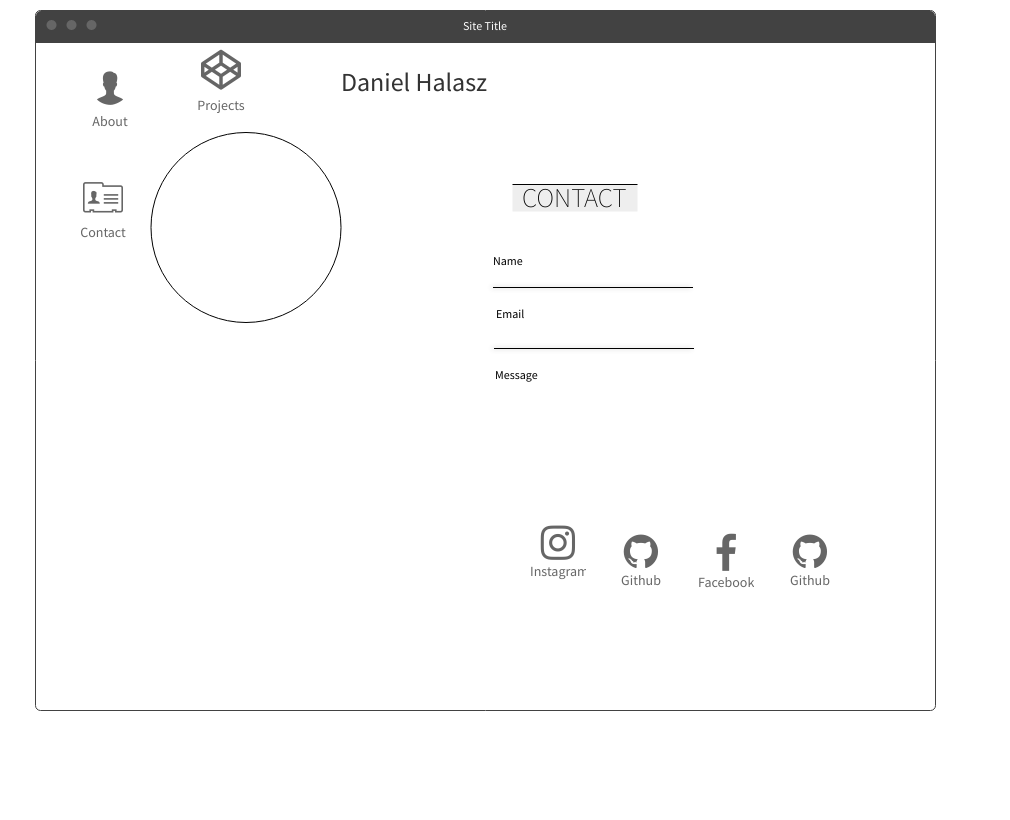 Site Title
Daniel Halasz
Projects
About
Contact
CONTACT
Name
Email
Message
Instagram
Github
Facebook
Github